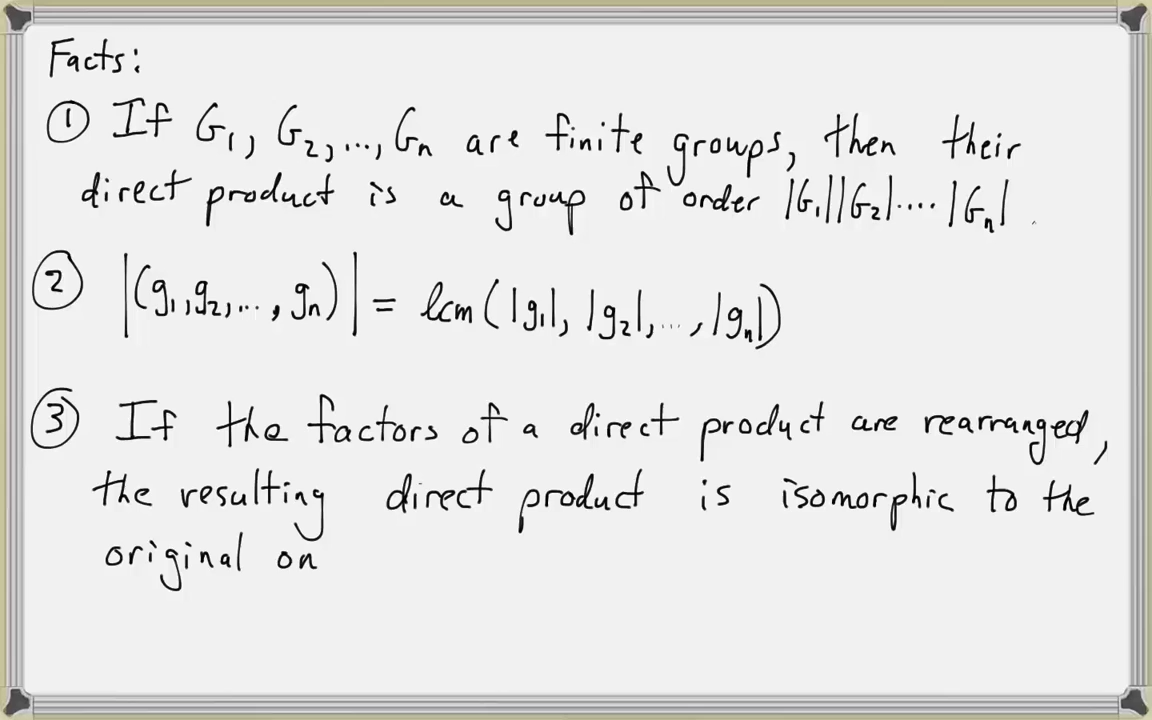 Facts:
① If G₁, G₂, ..., Gₙ are finite groups, then their
direct product is a group of order |G₁||G₂|····|Gₙ|.
② |(g₁,g₂,...,gₙ)| = lcm(|g₁|, |g₂|,...,|gₙ|)
③ If the factors of a direct product are rearranged,
the resulting direct product is isomorphic to the
original on